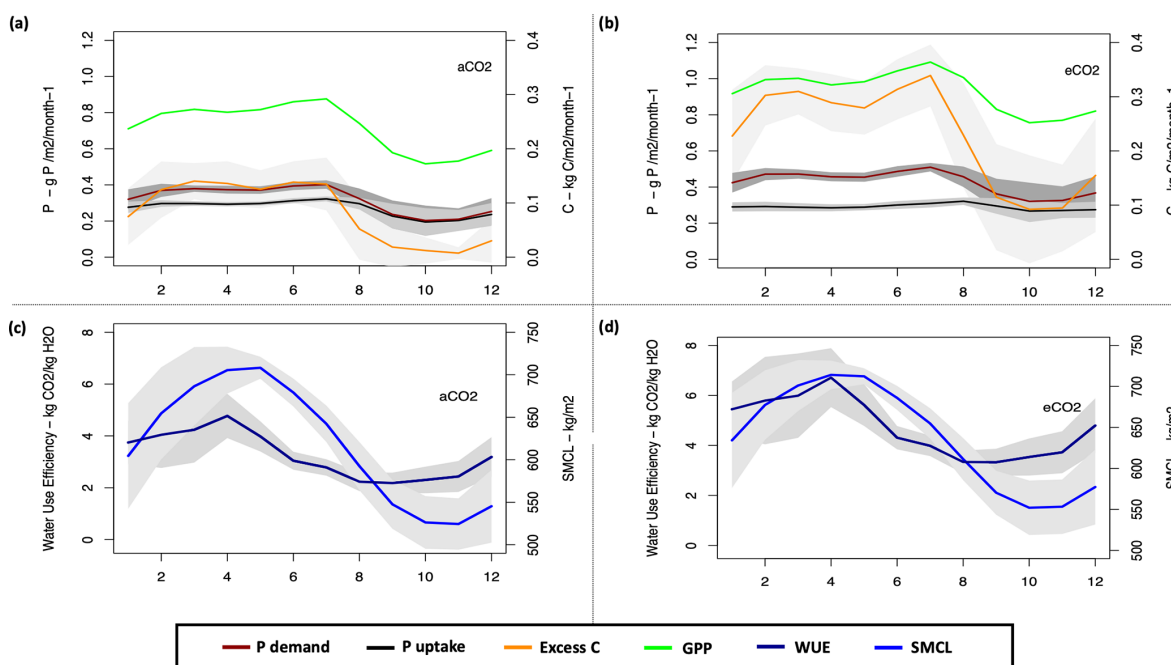 (a)
P – g P /m2/month–1
0.0 0.2 0.4 0.6 0.8 1.0 1.2
aCO2
0.0 0.1 0.2 0.3 0.4
C – kg C/m2/month–1
2 4 6 8 10 12
(b)
P – g P /m2/month–1
0.0 0.2 0.4 0.6 0.8 1.0 1.2
eCO2
0.0 0.1 0.2 0.3 0.4
C/m2/month–1
2 4 6 8 10 12
(c)
Water Use Efficiency – kg CO2/kg H2O
0 2 4 6 8
aCO2
500 550 600 650 700 750
SMCL – kg/m2
2 4 6 8 10 12
(d)
Water Use Efficiency – kg CO2/kg H2O
0 2 4 6 8
eCO2
500 550 600 650 700 750
SMCL kg/m2
2 4 6 8 10 12
P demand P uptake Excess C GPP WUE SMCL